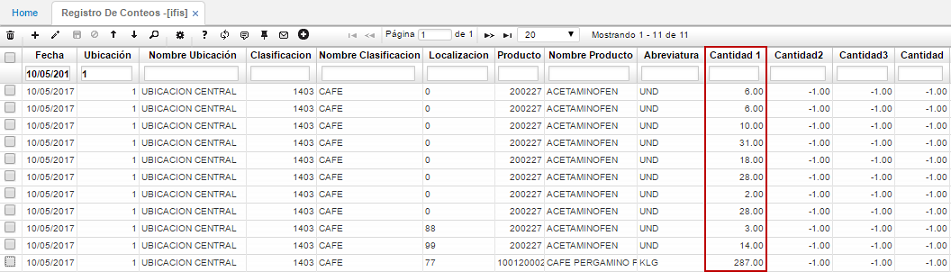 Home Registro De Conteos -[ifis] ×
Página 1 de 1 20 Mostrando 1 - 11 de 11
Fecha Ubicación Nombre Ubicación Clasificacion Nombre Clasificacion Localizacion Producto Nombre Producto Abreviatura Cantidad 1 Cantidad2 Cantidad3 Cantidad
10/05/201 1
10/05/2017 1 UBICACION CENTRAL 1403 CAFE 0 200227 ACETAMINOFEN UND 6.00 -1.00 -1.00 -1.00
10/05/2017 1 UBICACION CENTRAL 1403 CAFE 0 200227 ACETAMINOFEN UND 6.00 -1.00 -1.00 -1.00
10/05/2017 1 UBICACION CENTRAL 1403 CAFE 0 200227 ACETAMINOFEN UND 10.00 -1.00 -1.00 -1.00
10/05/2017 1 UBICACION CENTRAL 1403 CAFE 0 200227 ACETAMINOFEN UND 31.00 -1.00 -1.00 -1.00
10/05/2017 1 UBICACION CENTRAL 1403 CAFE 0 200227 ACETAMINOFEN UND 18.00 -1.00 -1.00 -1.00
10/05/2017 1 UBICACION CENTRAL 1403 CAFE 0 200227 ACETAMINOFEN UND 28.00 -1.00 -1.00 -1.00
10/05/2017 1 UBICACION CENTRAL 1403 CAFE 0 200227 ACETAMINOFEN UND 2.00 -1.00 -1.00 -1.00
10/05/2017 1 UBICACION CENTRAL 1403 CAFE 0 200227 ACETAMINOFEN UND 28.00 -1.00 -1.00 -1.00
10/05/2017 1 UBICACION CENTRAL 1403 CAFE 88 200227 ACETAMINOFEN UND 3.00 -1.00 -1.00 -1.00
10/05/2017 1 UBICACION CENTRAL 1403 CAFE 99 200227 ACETAMINOFEN UND 14.00 -1.00 -1.00 -1.00
10/05/2017 1 UBICACION CENTRAL 1403 CAFE 77 100120002 CAFE PERGAMINO F KLG 287.00 -1.00 -1.00 -1.00